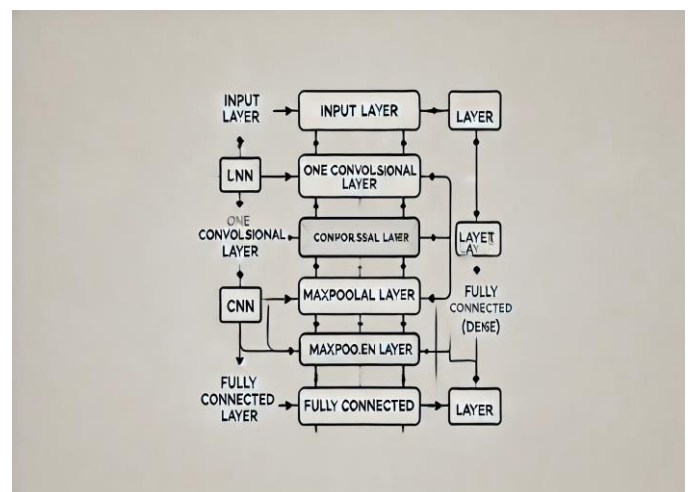 INPUT
LAYER
INPUT LAYER
LAYER
LNN
ONE CONVOLSIONAL
LAYER
ONE
CONVOLSIONAL
LAYER
CONPORSSAL LAYER
LAYET
MAXPOOLAL LAYER
FULLY
CONNECTED
(DENSE)
CNN
MAXPOO.EN LAYER
FULLY
CONNECTED
LAYER
FULLY CONNECTED
LAYER